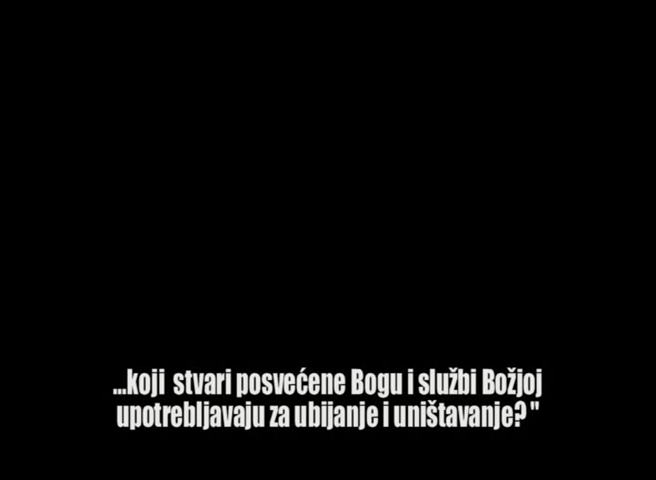 ...koji stvari posvećene Bogu i službi Božjoj
upotrebljavaju za ubijanje i uništavanje?"